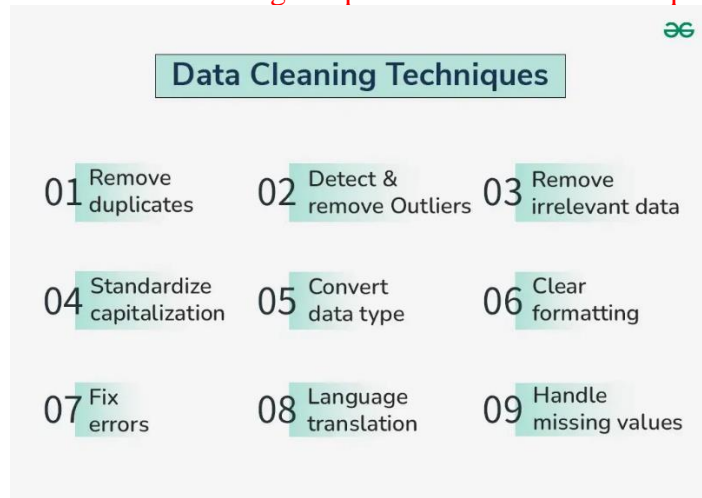 Data Cleaning Techniques
01 Remove
duplicates
02 Detect &
remove Outliers
03 Remove
irrelevant data
04 Standardize
capitalization
05 Convert
data type
06 Clear
formatting
07 Fix
errors
08 Language
translation
09 Handle
missing values